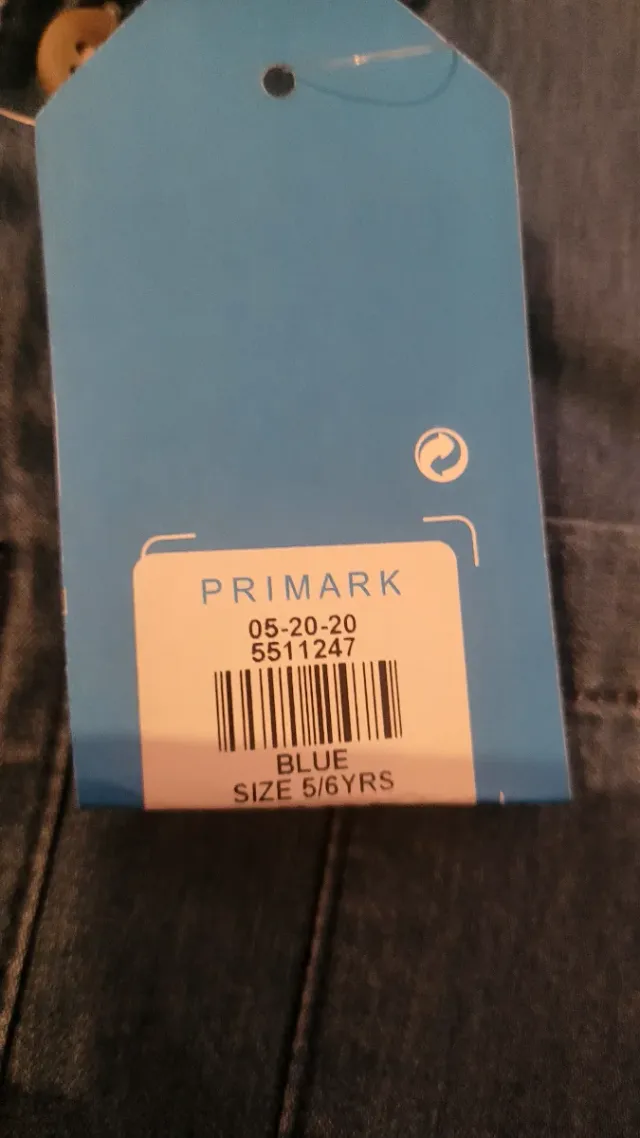 PRIMARK
05-20-20
5511247
BLUE
SIZE 5/6YRS